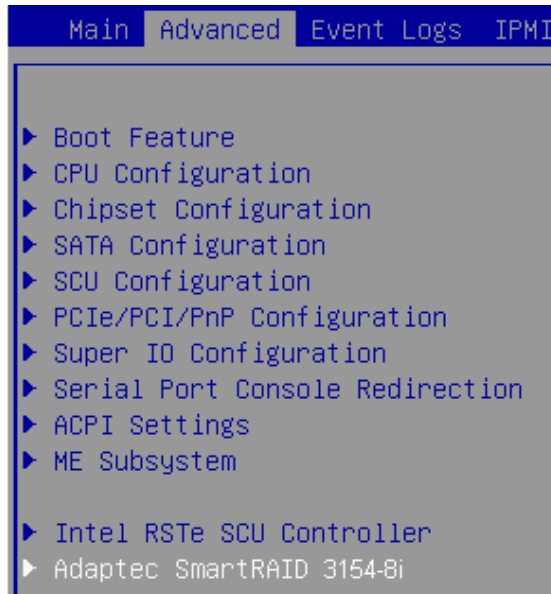 Main Advanced Event Logs IPMI
Boot Feature
CPU Configuration
Chipset Configuration
SATA Configuration
SCU Configuration
PCIe/PCI/PnP Configuration
Super IO Configuration
Serial Port Console Redirection
ACPI Settings
ME Subsystem
Intel RSTe SCU Controller
Adaptec SmartRAID 3154-8i